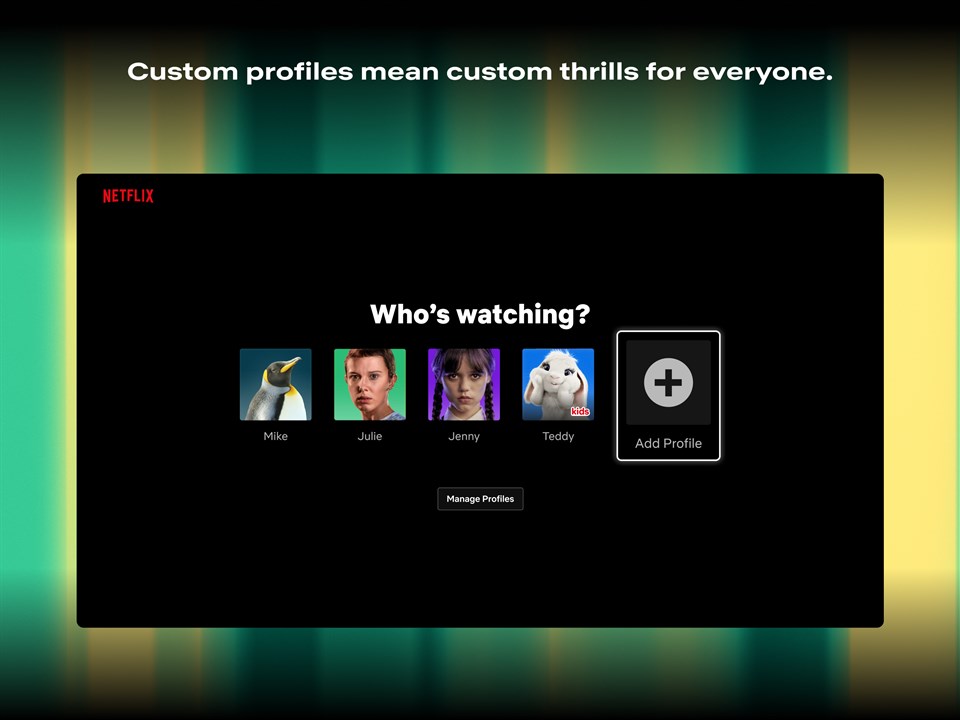 Custom profiles mean custom thrills for everyone.
NETFLIX
Who’s watching?
kids
Mike
Julie
Jenny
Teddy
Add Profile
Manage Profiles